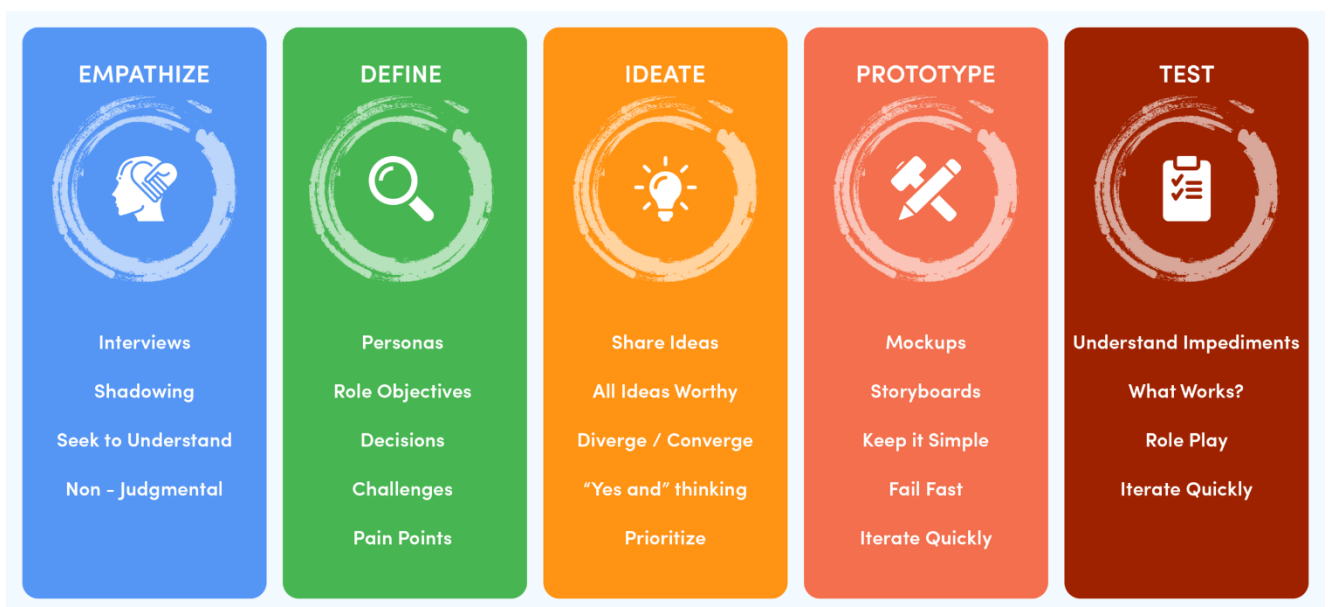 EMPATHIZE
Interviews
Shadowing
Seek to Understand
Non - Judgmental
DEFINE
Personas
Role Objectives
Decisions
Challenges
Pain Points
IDEATE
Share Ideas
All Ideas Worthy
Diverge / Converge
“Yes and” thinking
Prioritize
PROTOTYPE
Mockups
Storyboards
Keep it Simple
Fail Fast
Iterate Quickly
TEST
Understand Impediments
What Works?
Role Play
Iterate Quickly